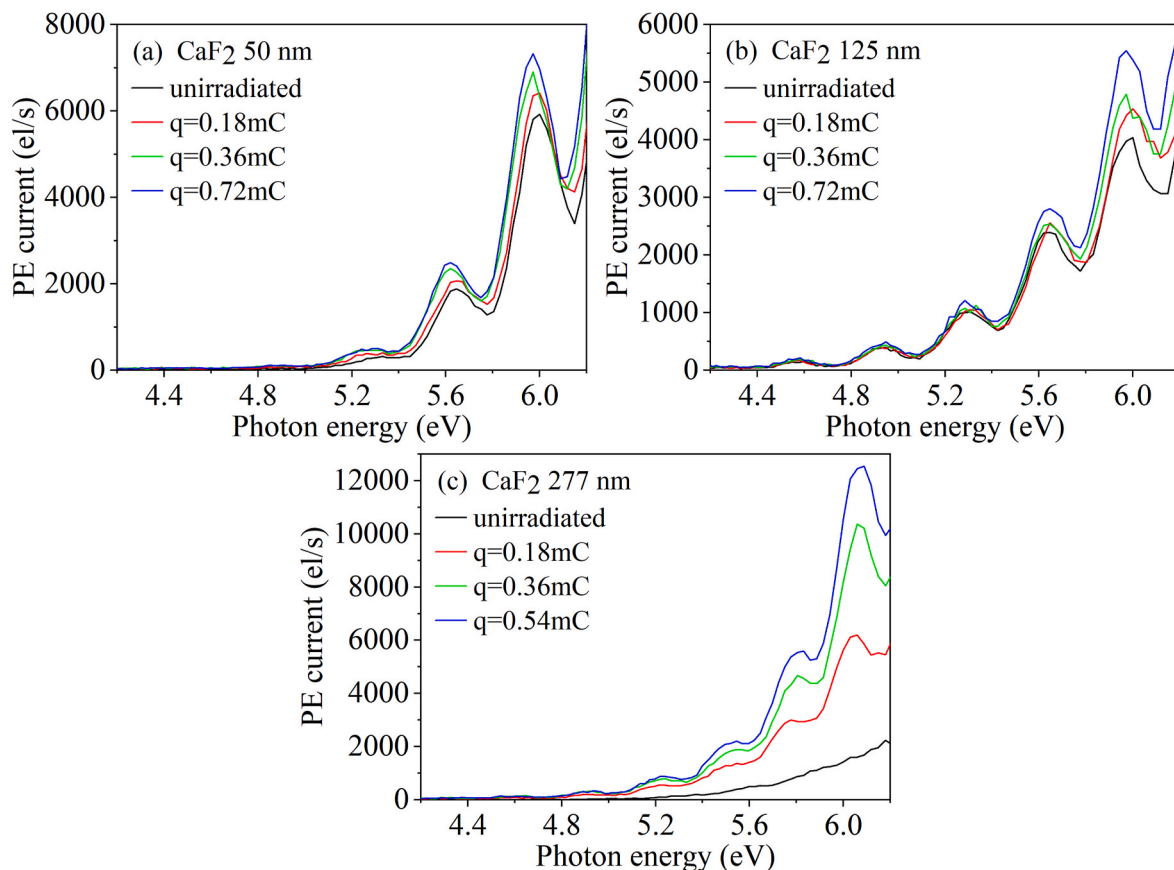 (a) CaF2 50 nm
unirradiated
q=0.18mC
q=0.36mC
q=0.72mC
8000
6000
4000
2000
0
PE current (el/s)
4.4 4.8 5.2 5.6 6.0
Photon energy (eV)
(b) CaF2 125 nm
unirradiated
q=0.18mC
q=0.36mC
q=0.72mC
6000
5000
4000
3000
2000
1000
0
PE current (el/s)
4.4 4.8 5.2 5.6 6.0
Photon energy (eV)
(c) CaF2 277 nm
unirradiated
q=0.18mC
q=0.36mC
q=0.54mC
12000
10000
8000
6000
4000
2000
0
PE current (el/s)
4.4 4.8 5.2 5.6 6.0
Photon energy (eV)